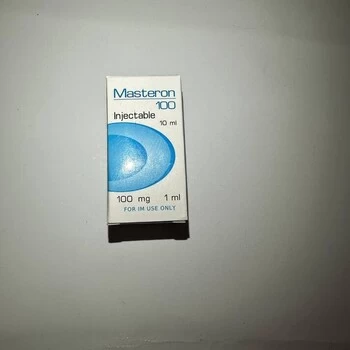 Masteron
100
Injectable
10 ml
100 mg 1 ml
FOR IM USE ONLY